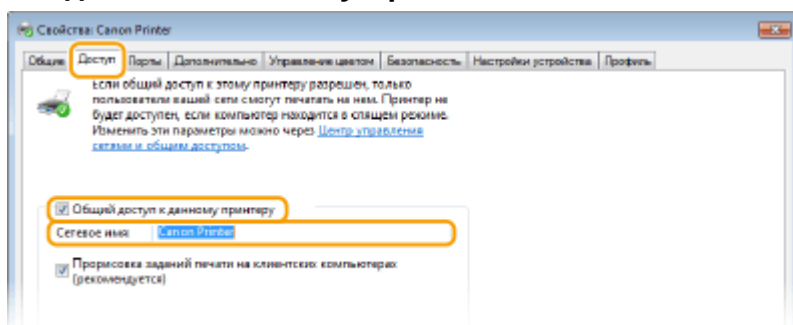 Свойства: Canon Printer
Общие Доступ Порты Дополнительно Управление цветом Безопасность Настройки устройства Профиль
Если общий доступ к этому принтеру разрешен, только
пользователи вашей сети смогут печатать на нем. Принтер не
будет доступен, если компьютер находится в спящем режиме.
Изменить эти параметры можно через Центр управления
сетями и общим доступом.
Общий доступ к данному принтеру
Сетевое имя: Canon Printer
Прорисовка заданий печати на клиентских компьютерах
(рекомендуется)